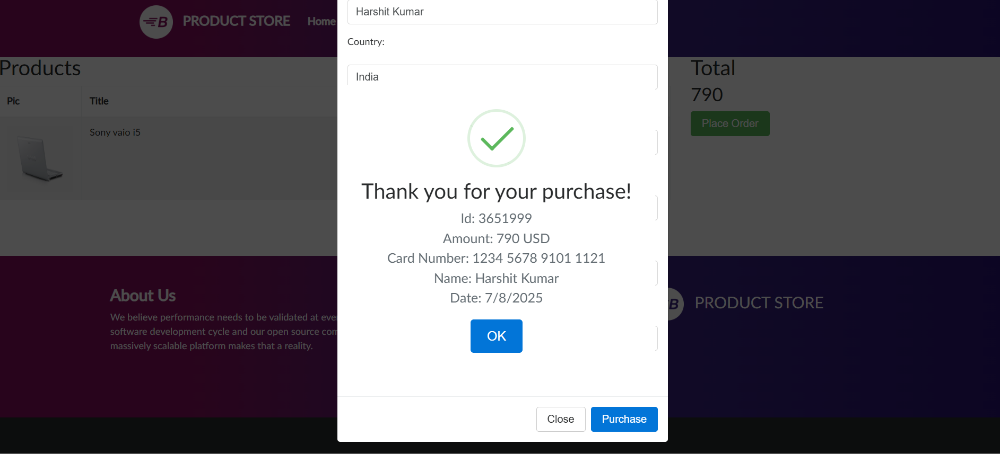 B PRODUCT STORE Home
Harshit Kumar
Country:
India
Products
Pic Title
Sony vaio i5
Total
790
Place Order
Thank you for your purchase!
Id: 3651999
Amount: 790 USD
Card Number: 1234 5678 9101 1121
Name: Harshit Kumar
Date: 7/8/2025
OK
Close Purchase
About Us
We believe performance needs to be validated at
software development cycle and our open source
massively scalable platform makes that a reality.
B PRODUCT STORE